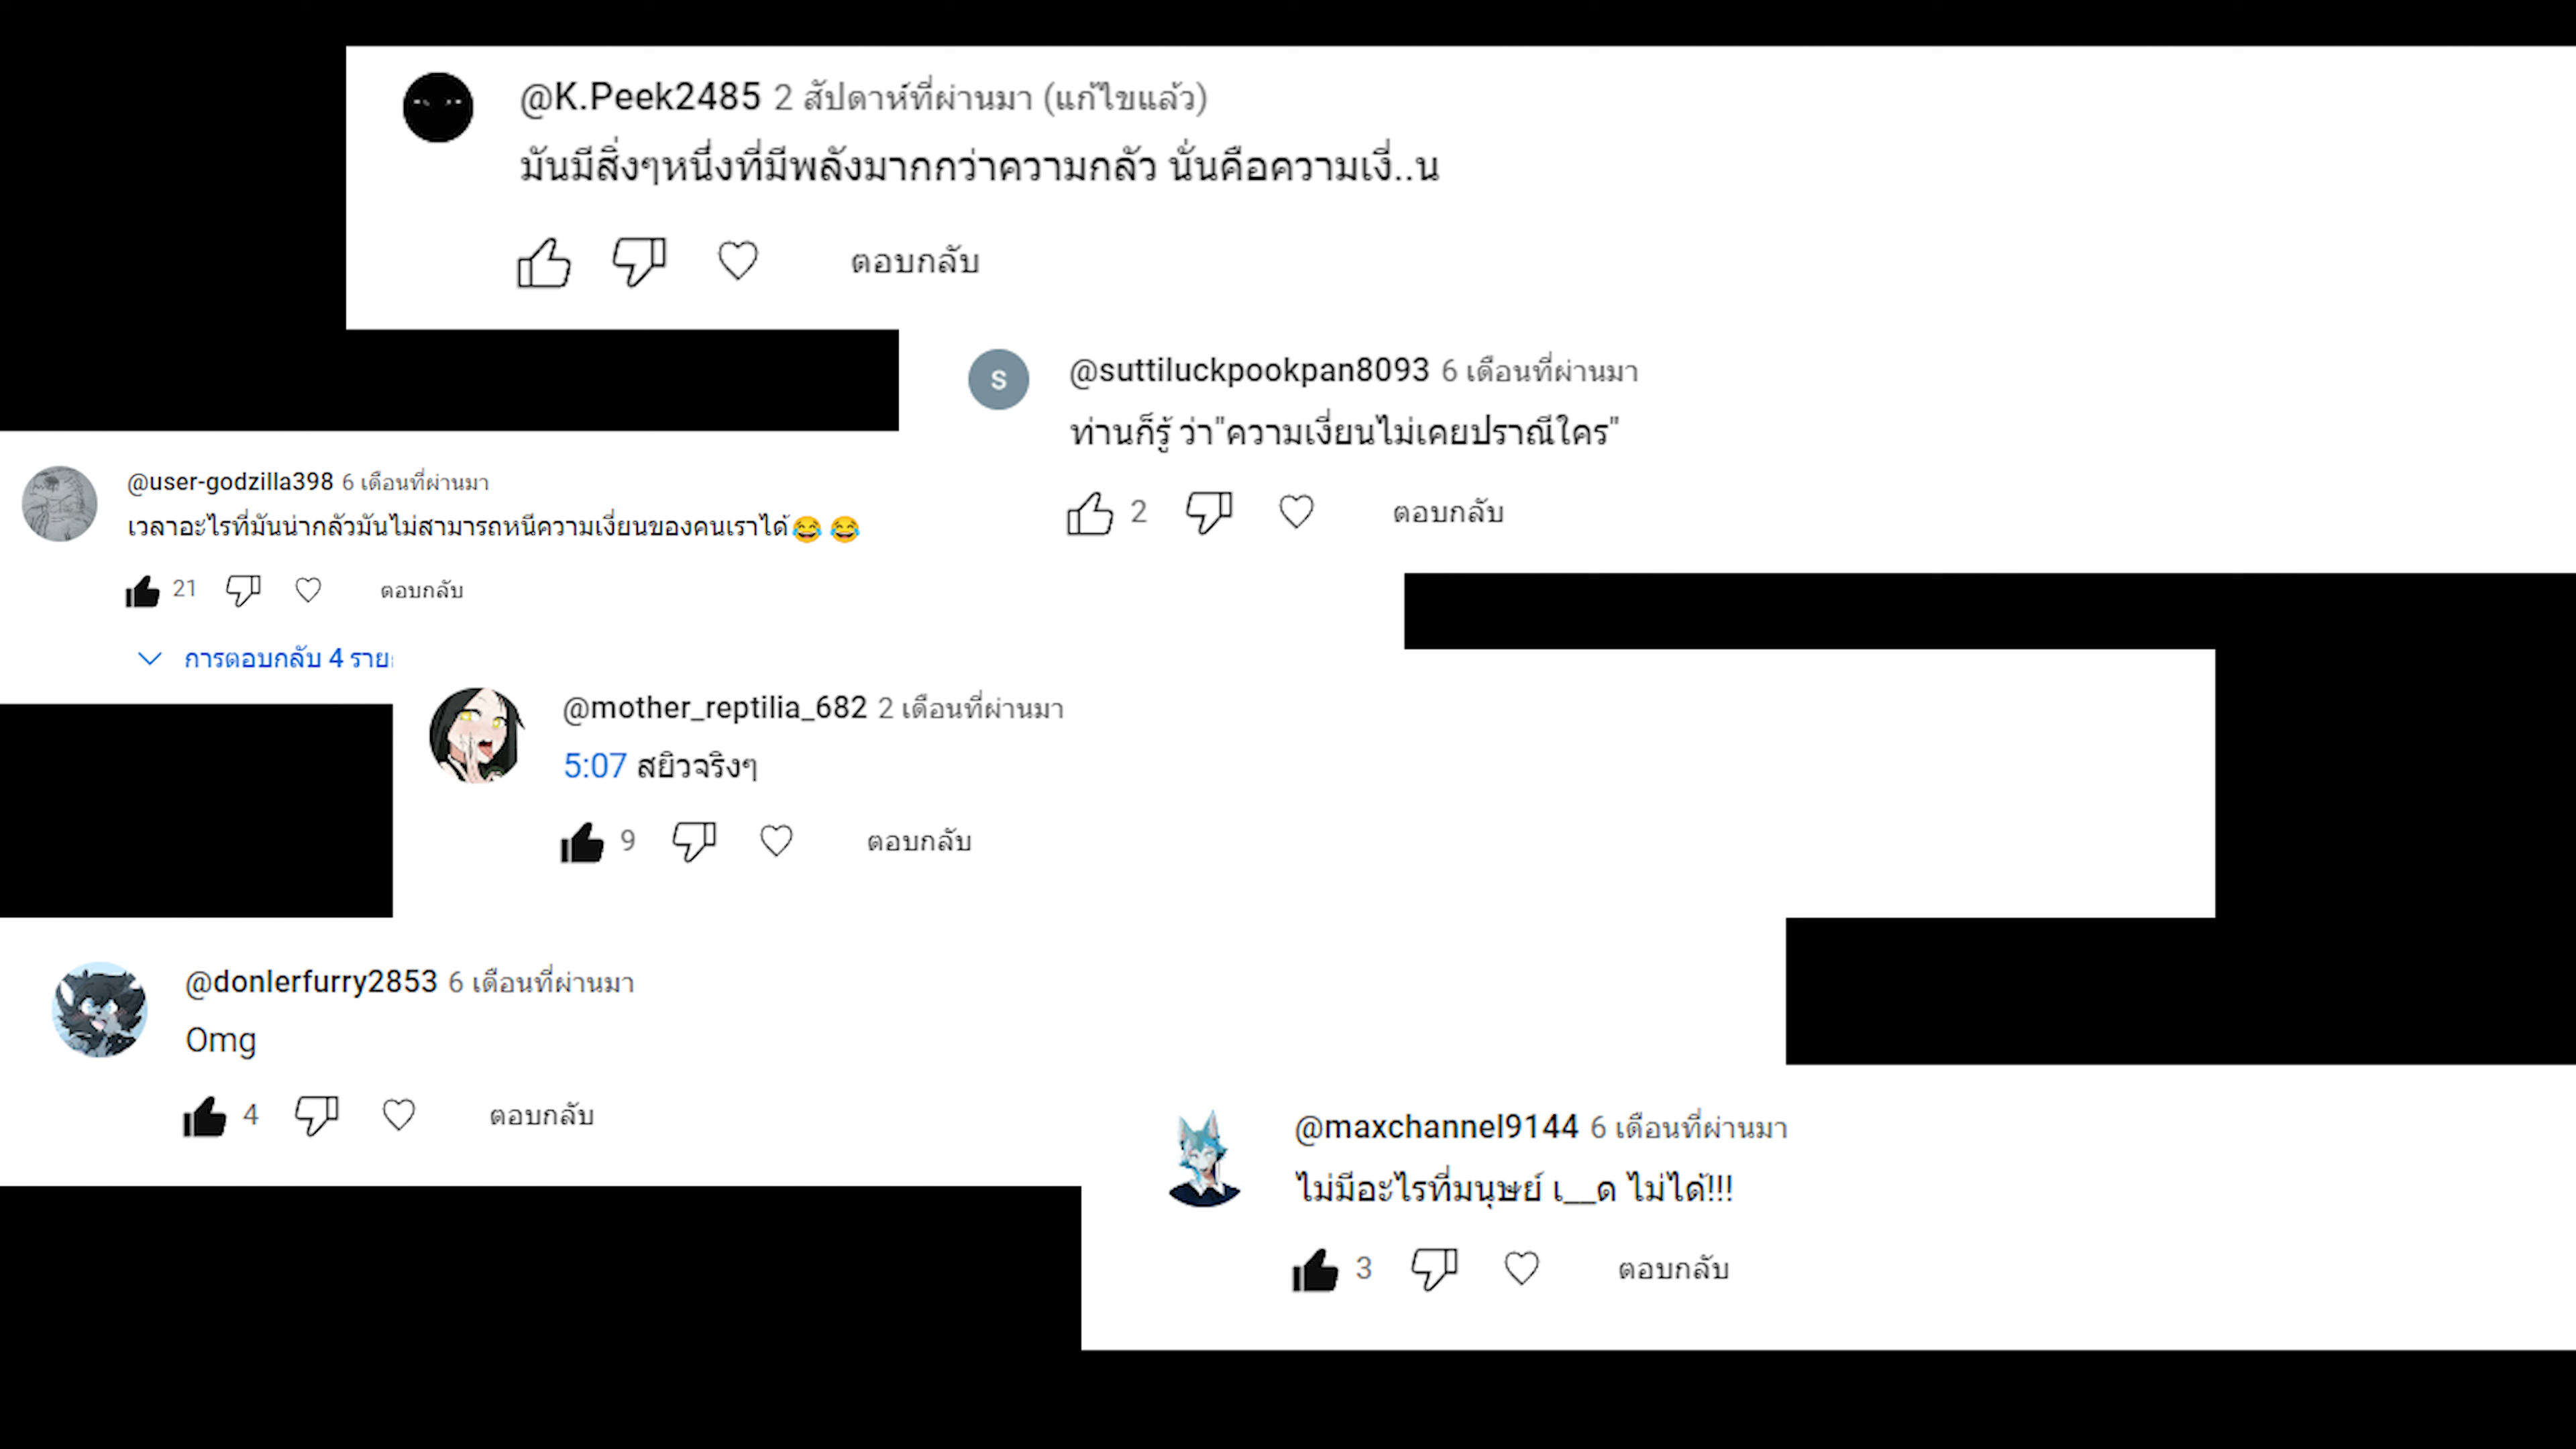 @K.Peek2485 2 สัปดาห์ที่ผ่านมา (แก้ไขแล้ว)
มันมีสิ่งๆหนึ่งที่มีพลังมากกว่าความกลัว นั่นคือความเงี่..น
ตอบกลับ
@suttiluckpookpan8093 6 เดือนที่ผ่านมา
S
ท่านก็รู้ ว่า"ความเงี่ยนไม่เคยปราณีใคร"
2 ตอบกลับ
@user-godzilla398 6 เดือนที่ผ่านมา
เวลาอะไรที่มันน่ากลัวมันไม่สามารถหนีความเงี่ยนของคนเราได้😂😂
21 ตอบกลับ
การตอบกลับ 4 ราย
@mother_reptilia_682 2 เดือนที่ผ่านมา
5:07 สยิวจริงๆ
9 ตอบกลับ
@donlerfurry2853 6 เดือนที่ผ่านมา
Omg
4 ตอบกลับ
@maxchannel9144 6 เดือนที่ผ่านมา
ไม่มีอะไรที่มนุษย์ เ__ด ไม่ได้!!!
3 ตอบกลับ